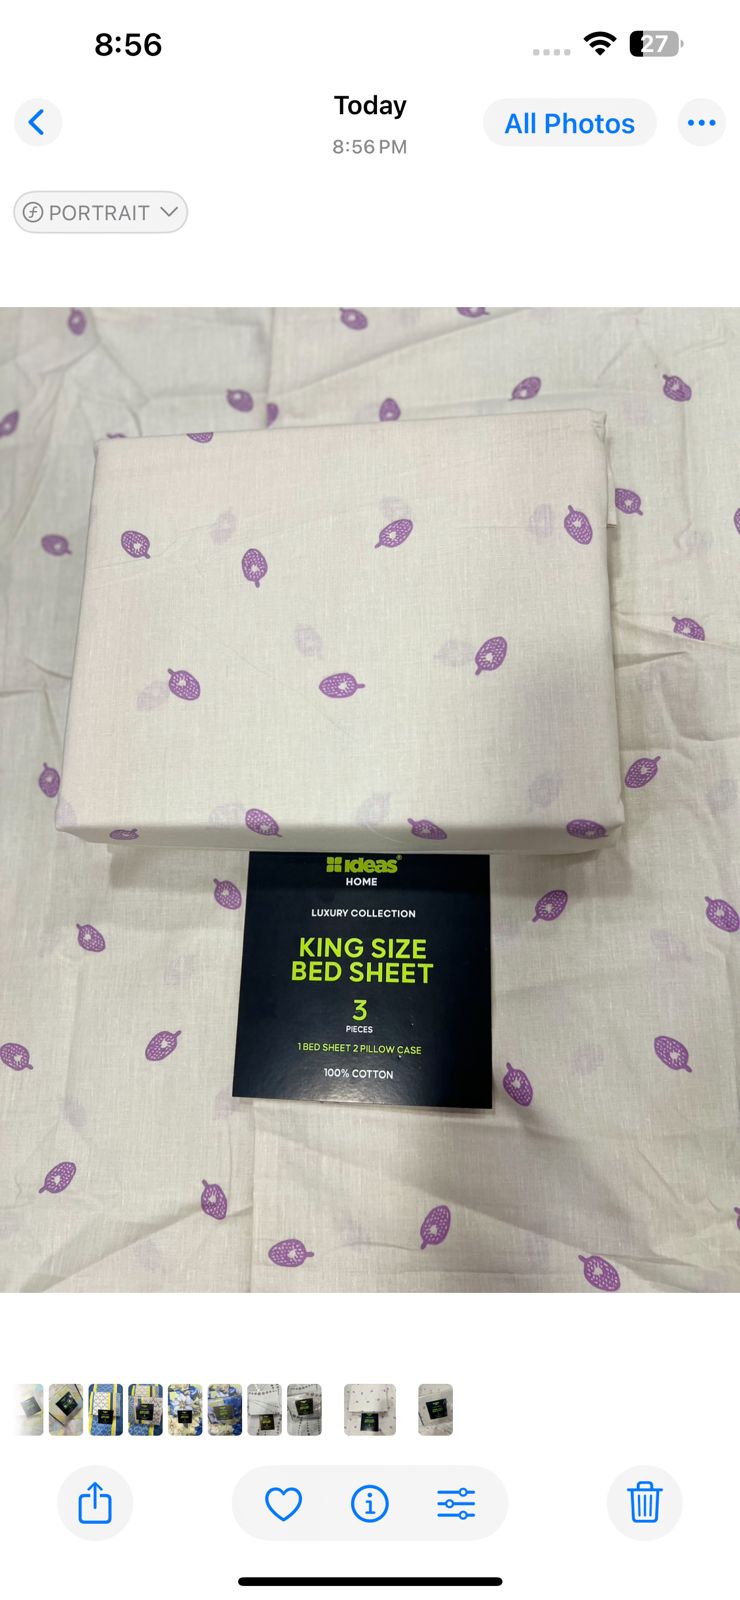 8:56
27
Today
8:56 PM
All Photos
PORTRAIT
ideas
HOME
LUXURY COLLECTION
KING SIZE
BED SHEET
3
PIECES
1 BED SHEET 2 PILLOW CASE
100% COTTON